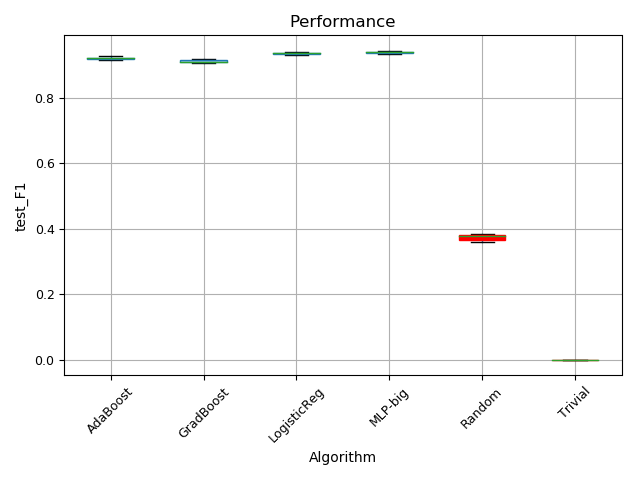 Performance
test_F1
0.8
0.6
0.4
0.2
0.0
AdaBoost
GradBoost
LogisticReg
MLP-big
Random
Trivial
Algorithm